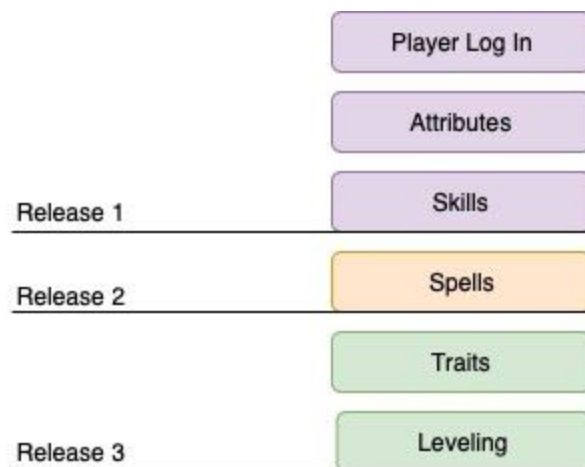 Player Log In
Attributes
Skills
Release 1
Spells
Release 2
Traits
Leveling
Release 3